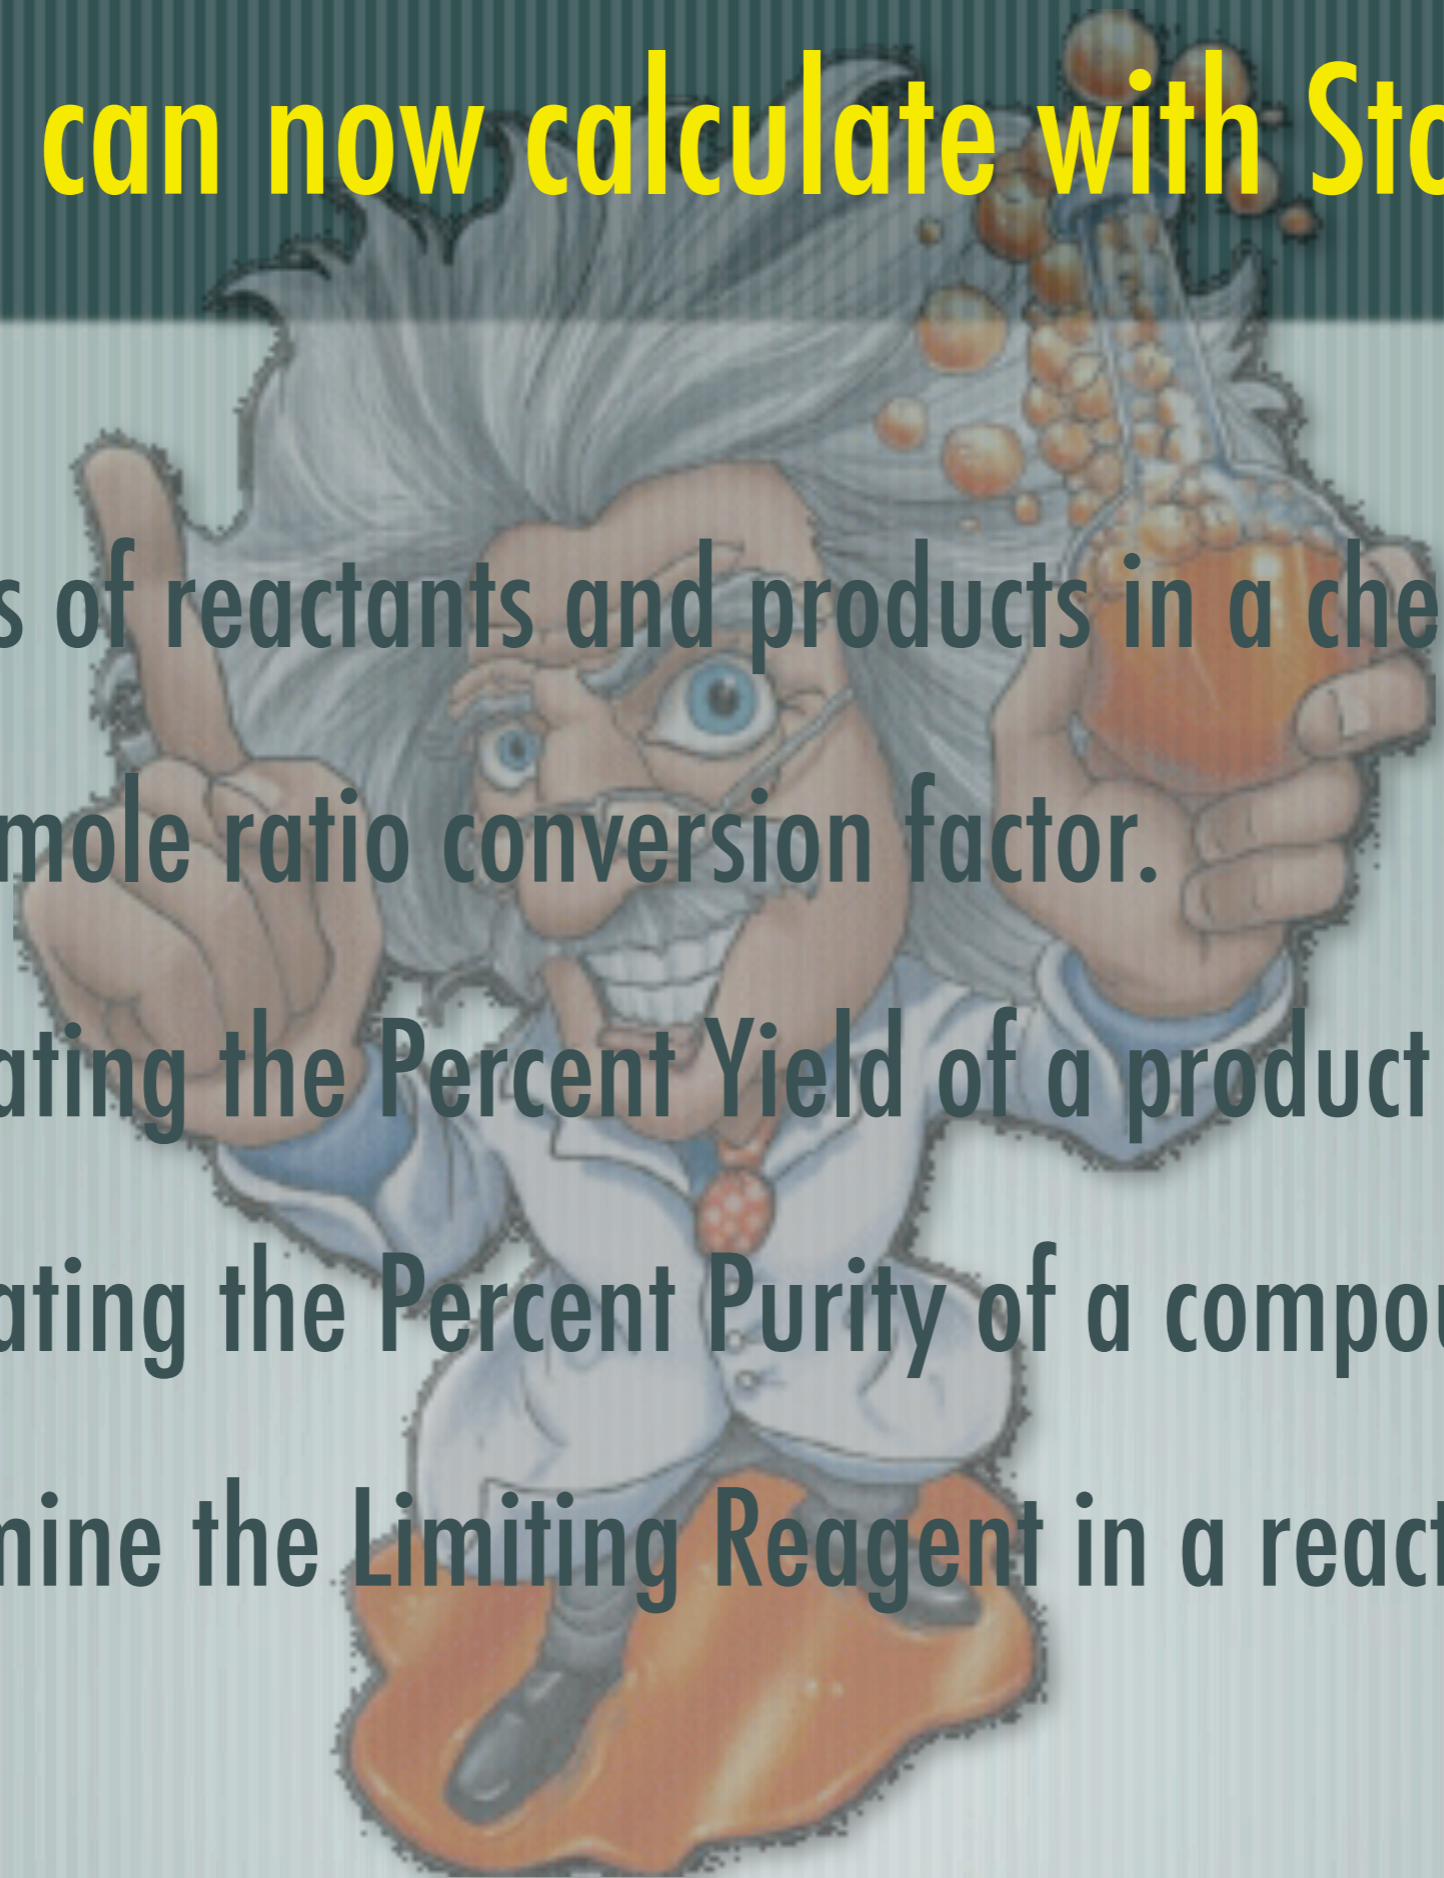 can now calculate with Sto
s of reactants and products in a che
mole ratio conversion factor.
ating the Percent Yield of a product
ating the Percent Purity of a compou
mine the Limiting Reagent in a react